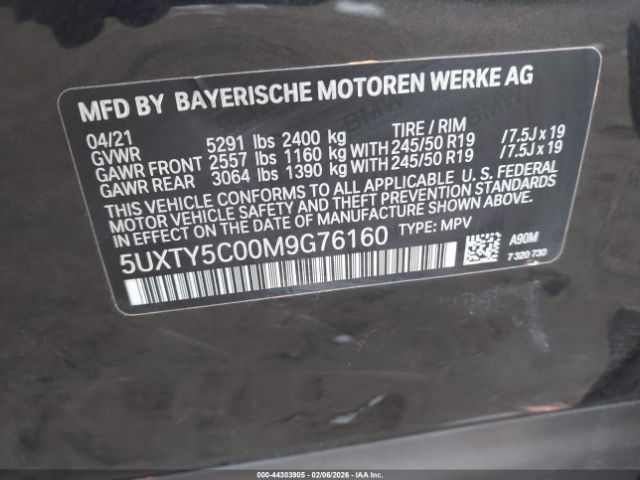 MFD BY BAYERISCHE MOTOREN WERKE AG
04/21
GVWR 5291 lbs 2400 kg TIRE / RIM
GAWR FRONT 2557 lbs 1160 kg WITH 245/50 R19 /7.5J x 19
GAWR REAR 3064 lbs 1390 kg WITH 245/50 R19 /7.5J x 19
THIS VEHICLE CONFORMS TO ALL APPLICABLE U. S. FEDERAL
MOTOR VEHICLE SAFETY, BUMPER, AND THEFT PREVENTION STANDARDS
IN EFFECT ON THE DATE OF MANUFACTURE SHOWN ABOVE.
5UXTY5C00M9G76160 TYPE: MPV
A90M
7 320 730
000-44303905 - 02/06/2026 - COPYRIGHT IAA, LLC